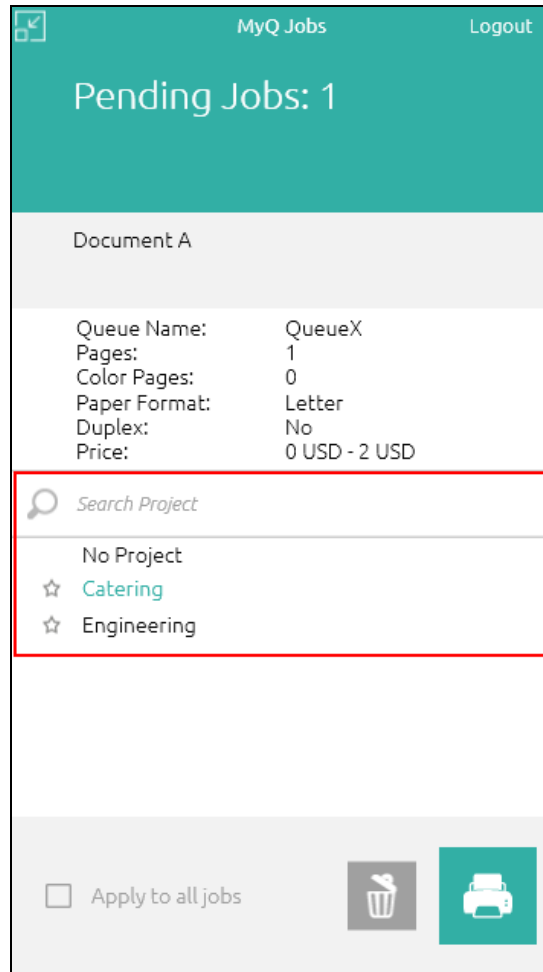 MyQ Jobs Logout
Pending Jobs: 1
Document A
Queue Name: QueueX
Pages: 1
Color Pages: 0
Paper Format: Letter
Duplex: No
Price: 0 USD - 2 USD
Search Project
No Project
Catering
Engineering
Apply to all jobs